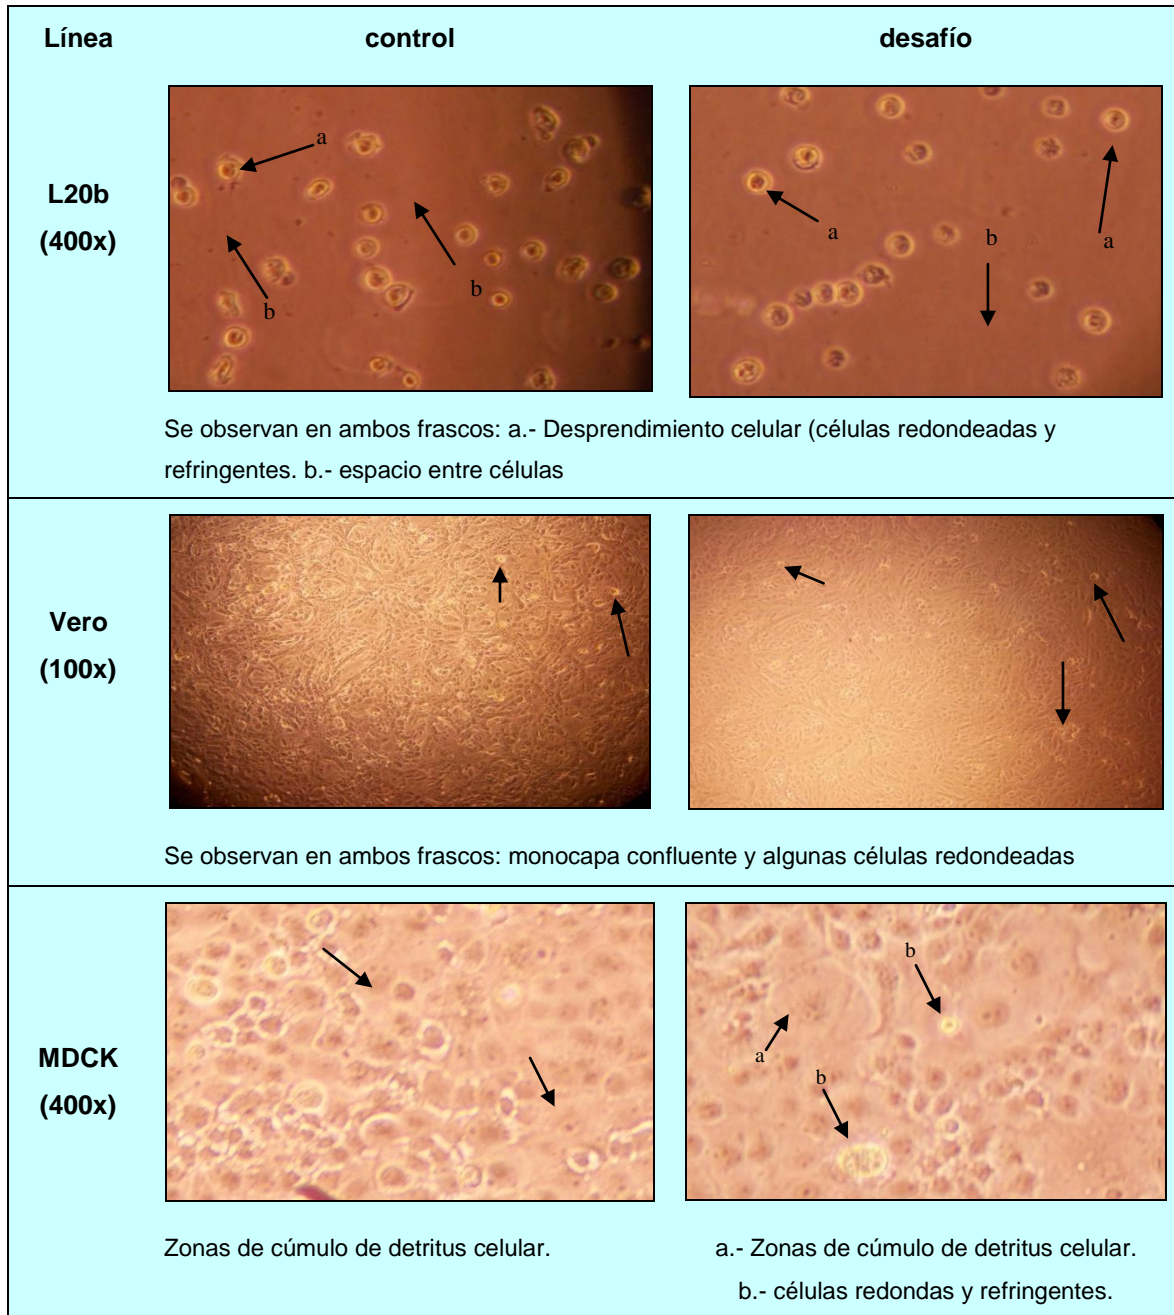 Línea control desafío
L20b
(400x)
a
b
b
a
b
a
Se observan en ambos frascos: a.- Desprendimiento celular (células redondeadas y
refringentes. b.- espacio entre células
Vero
(100x)
Se observan en ambos frascos: monocapa confluente y algunas células redondeadas
MDCK
(400x)
b
a
b
Zonas de cúmulo de detritus celular.
a.- Zonas de cúmulo de detritus celular.
b.- células redondas y refringentes.